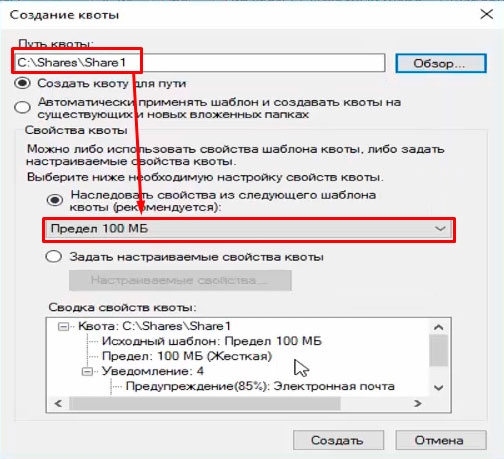 Создание квоты
Путь квоты:
C:\Shares\Share1
Обзор...
Создать квоту для пути
Автоматически применять шаблон и создавать квоты на
существующих и новых вложенных папках
Свойства квоты
Можно либо использовать свойства шаблона квоты, либо задать
настраиваемые свойства квоты.
Выберите ниже необходимую настройку свойств квоты.
Наследовать свойства из следующего шаблона
квоты (рекомендуется):
Предел 100 МБ
Задать настраиваемые свойства квоты
Настраиваемые свойства...
Сводка свойств квоты:
Квота: C:\Shares\Share1
Исходный шаблон: Предел 100 МБ
Предел: 100 МБ (Жесткая)
Уведомление: 4
Предупреждение(85%): Электронная почта
Создать
Отмена